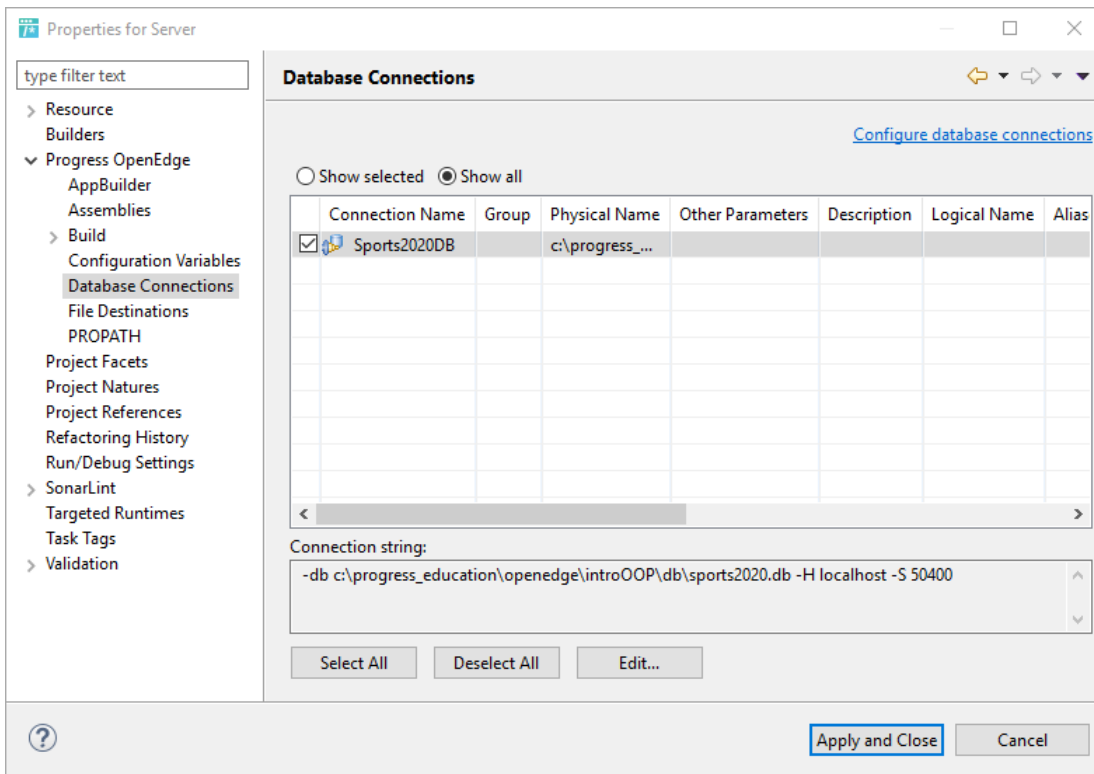 Properties for Server
type filter text
Resource
Builders
Progress OpenEdge
AppBuilder
Assemblies
Build
Configuration Variables
Database Connections
File Destinations
PROPATH
Project Facets
Project Natures
Project References
Refactoring History
Run/Debug Settings
SonarLint
Targeted Runtimes
Task Tags
Validation
Database Connections
Configure database connections
Show selected Show all
Connection Name Group Physical Name Other Parameters Description Logical Name Alias
Sports2020DB c:\progress_...
Connection string:
-db c:\progress_education\openedge\introOOP\db\sports2020.db -H localhost -S 50400
Select All Deselect All Edit...
? Apply and Close Cancel